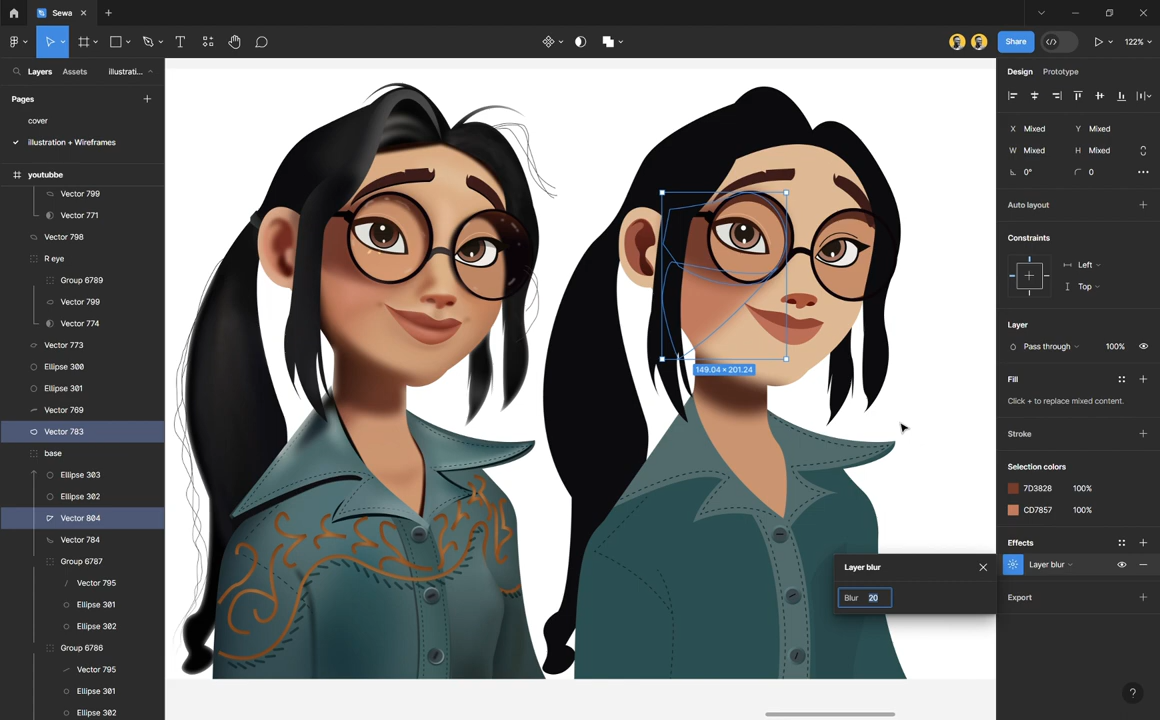 Sewa
Share
122%
Layers
Assets
illustrati...
Pages
cover
illustration + Wireframes
youtubbe
Vector 799
Vector 771
Vector 798
R eye
Group 6789
Vector 799
Vector 774
Vector 773
Ellipse 300
Ellipse 301
Vector 769
Vector 783
base
Ellipse 303
Ellipse 302
Vector 804
Vector 784
Group 6787
Vector 795
Ellipse 301
Ellipse 302
Group 6786
Vector 795
Ellipse 301
Ellipse 302
149.04 × 201.24
Layer blur
Blur 20
Design
Prototype
X Mixed Y Mixed
W Mixed H Mixed
0° 0
Auto layout
Constraints
Left
Top
Layer
Pass through 100%
Fill
Click + to replace mixed content.
Stroke
Selection colors
7D3828 100%
CD7857 100%
Effects
Layer blur
Export
?